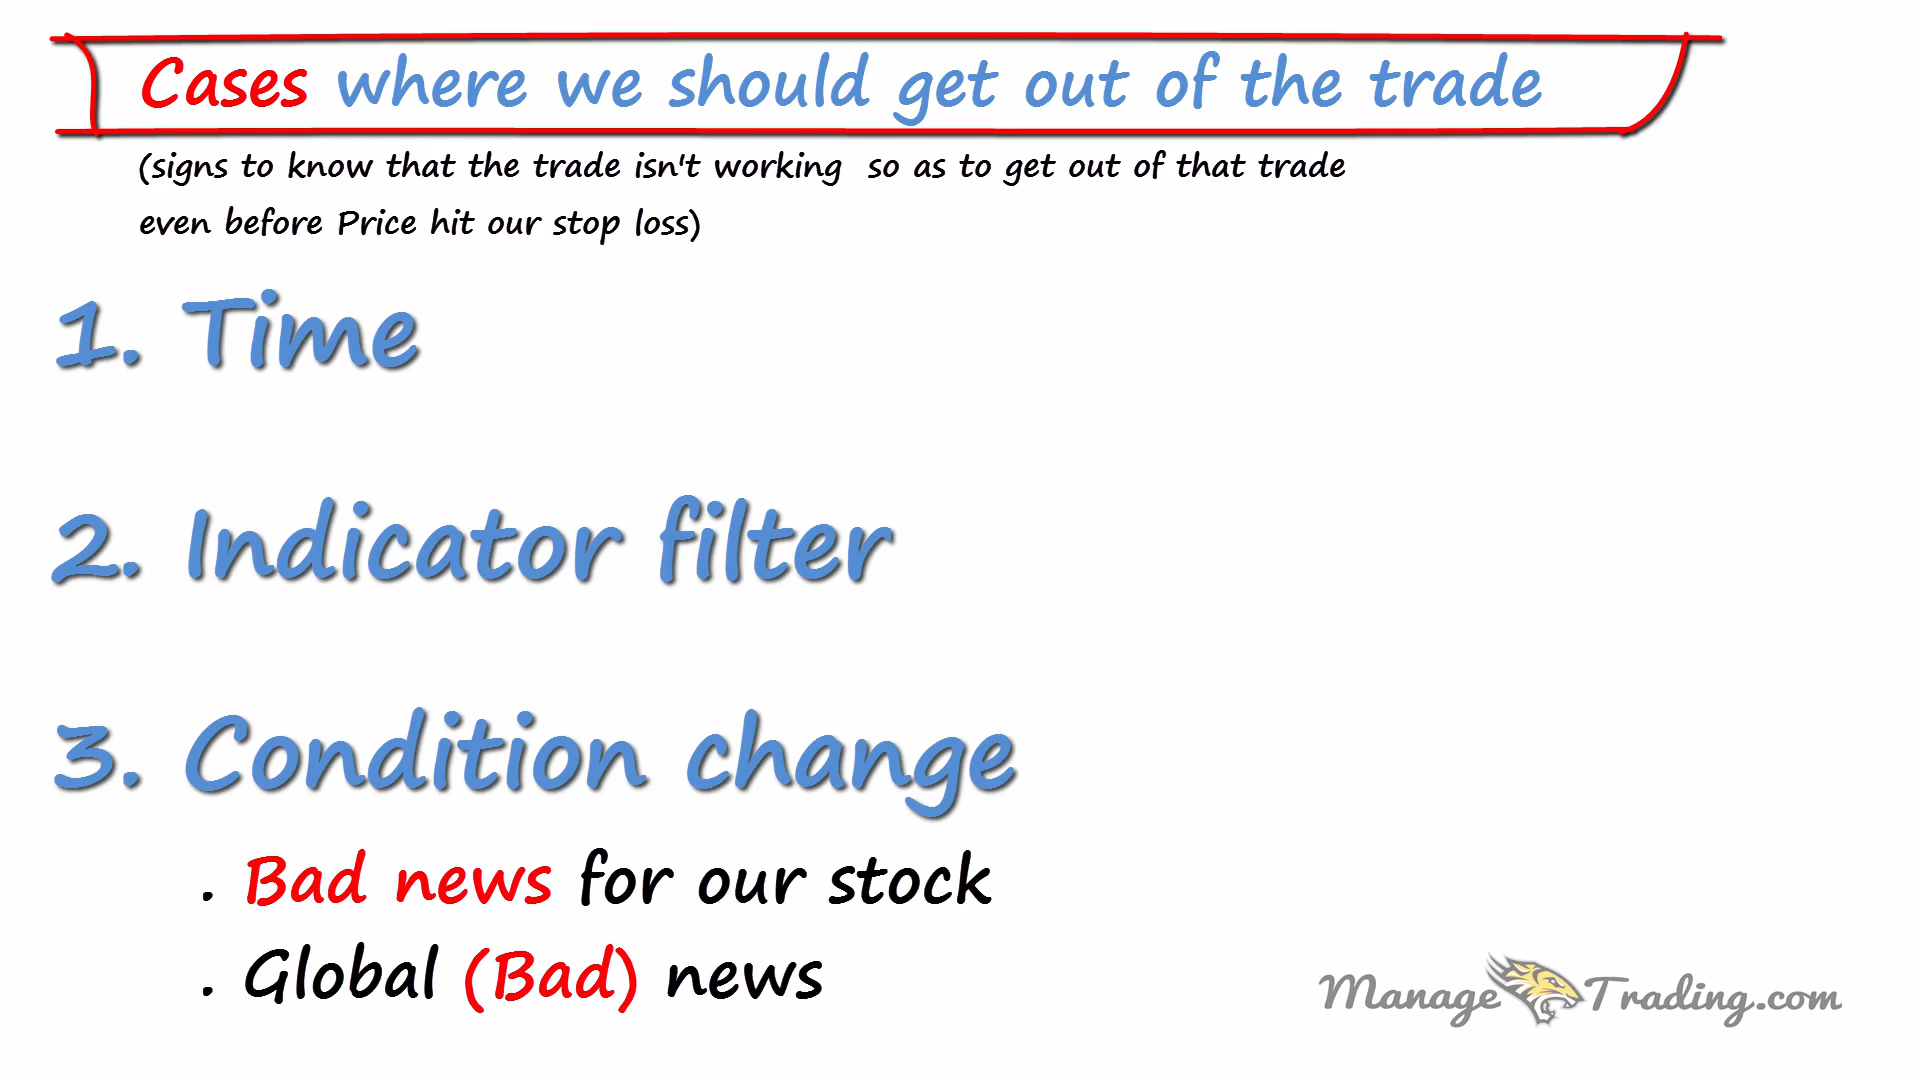 Cases where we should get out of the trade
(signs to know that the trade isn't working so as to get out of that trade
even before Price hit our stop loss)
1. Time
2. Indicator filter
3. Condition change
. Bad news for our stock
. Global (Bad) news
Manage Trading.com